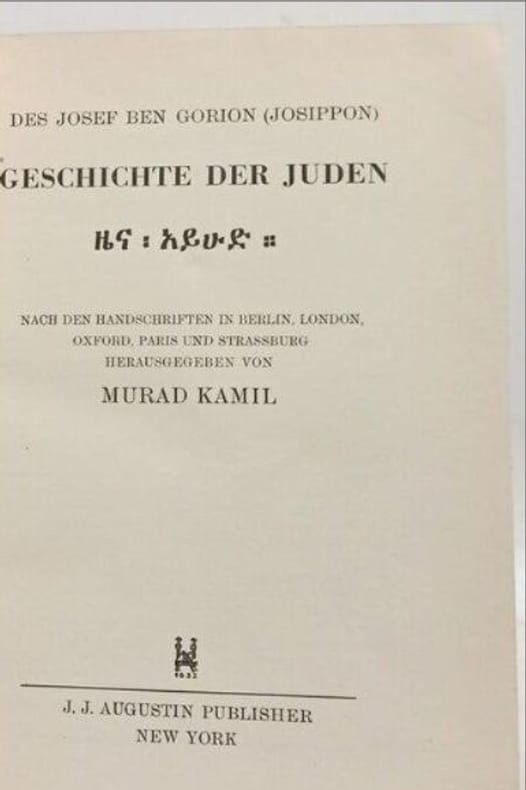 DES JOSEF BEN GORION (JOSIPPON)
GESCHICHTE DER JUDEN
ዜና ፡ አይሁድ ።
NACH DEN HANDSCHRIFTEN IN BERLIN, LONDON,
OXFORD, PARIS UND STRASSBURG
HERAUSGEGEBEN VON
MURAD KAMIL
1632
J. J. AUGUSTIN PUBLISHER
NEW YORK